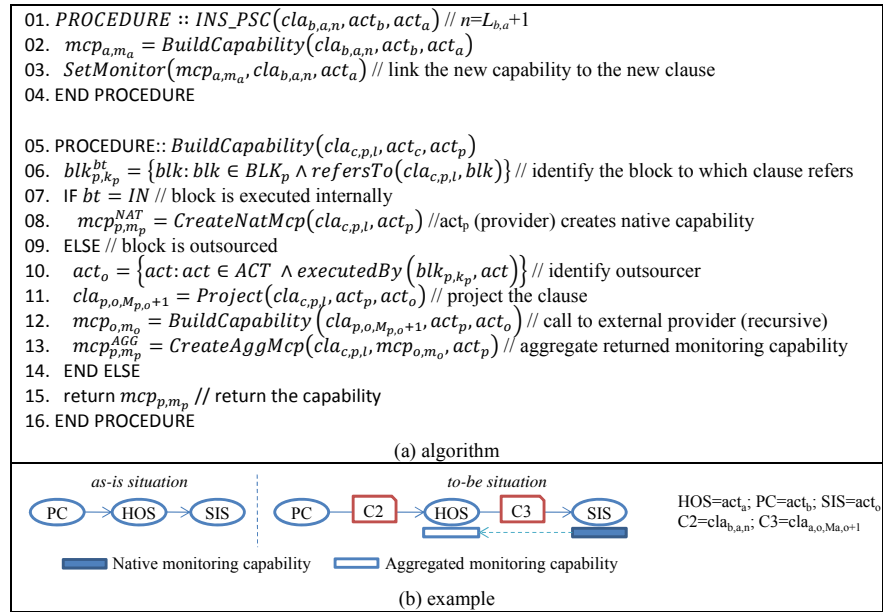 01. PROCEDURE :: INS_PSC(cla_{b,a,n}, act_b, act_a) // n=L_{b,a}+1
02. mcp_{a,m_a} = BuildCapability(cla_{b,a,n}, act_b, act_a)
03. SetMonitor(mcp_{a,m_a}, cla_{b,a,n}, act_a) // link the new capability to the new clause
04. END PROCEDURE
05. PROCEDURE:: BuildCapability(cla_{c,p,l}, act_c, act_p)
06. blk_{p,k_p}^{bt} = {blk: blk ∈ BLK_p ∧ refersTo(cla_{c,p,l}, blk)} // identify the block to which clause refers
07. IF bt = IN // block is executed internally
08. mcp_{p,m_p}^{NAT} = CreateNatMcp(cla_{c,p,l}, act_p) //act_p (provider) creates native capability
09. ELSE // block is outsourced
10. act_o = {act: act ∈ ACT ∧ executedBy(blk_{p,k_p}, act)} // identify outsourcer
11. cla_{p,o,M_{p,o}+1} = Project(cla_{c,p,l}, act_p, act_o) // project the clause
12. mcp_{o,m_o} = BuildCapability(cla_{p,o,M_{p,o}+1}, act_p, act_o) // call to external provider (recursive)
13. mcp_{p,m_p}^{AGG} = CreateAggMcp(cla_{c,p,l}, mcp_{o,m_o}, act_p) // aggregate returned monitoring capability
14. END ELSE
15. return mcp_{p,m_p} // return the capability
16. END PROCEDURE
(a) algorithm
as-is situation
to-be situation
PC HOS SIS
PC C2 HOS C3 SIS
HOS=act_a; PC=act_b; SIS=act_o
C2=cla_{b,a,n}; C3=cla_{a,o,Ma,o+1}
Native monitoring capability
Aggregated monitoring capability
(b) example